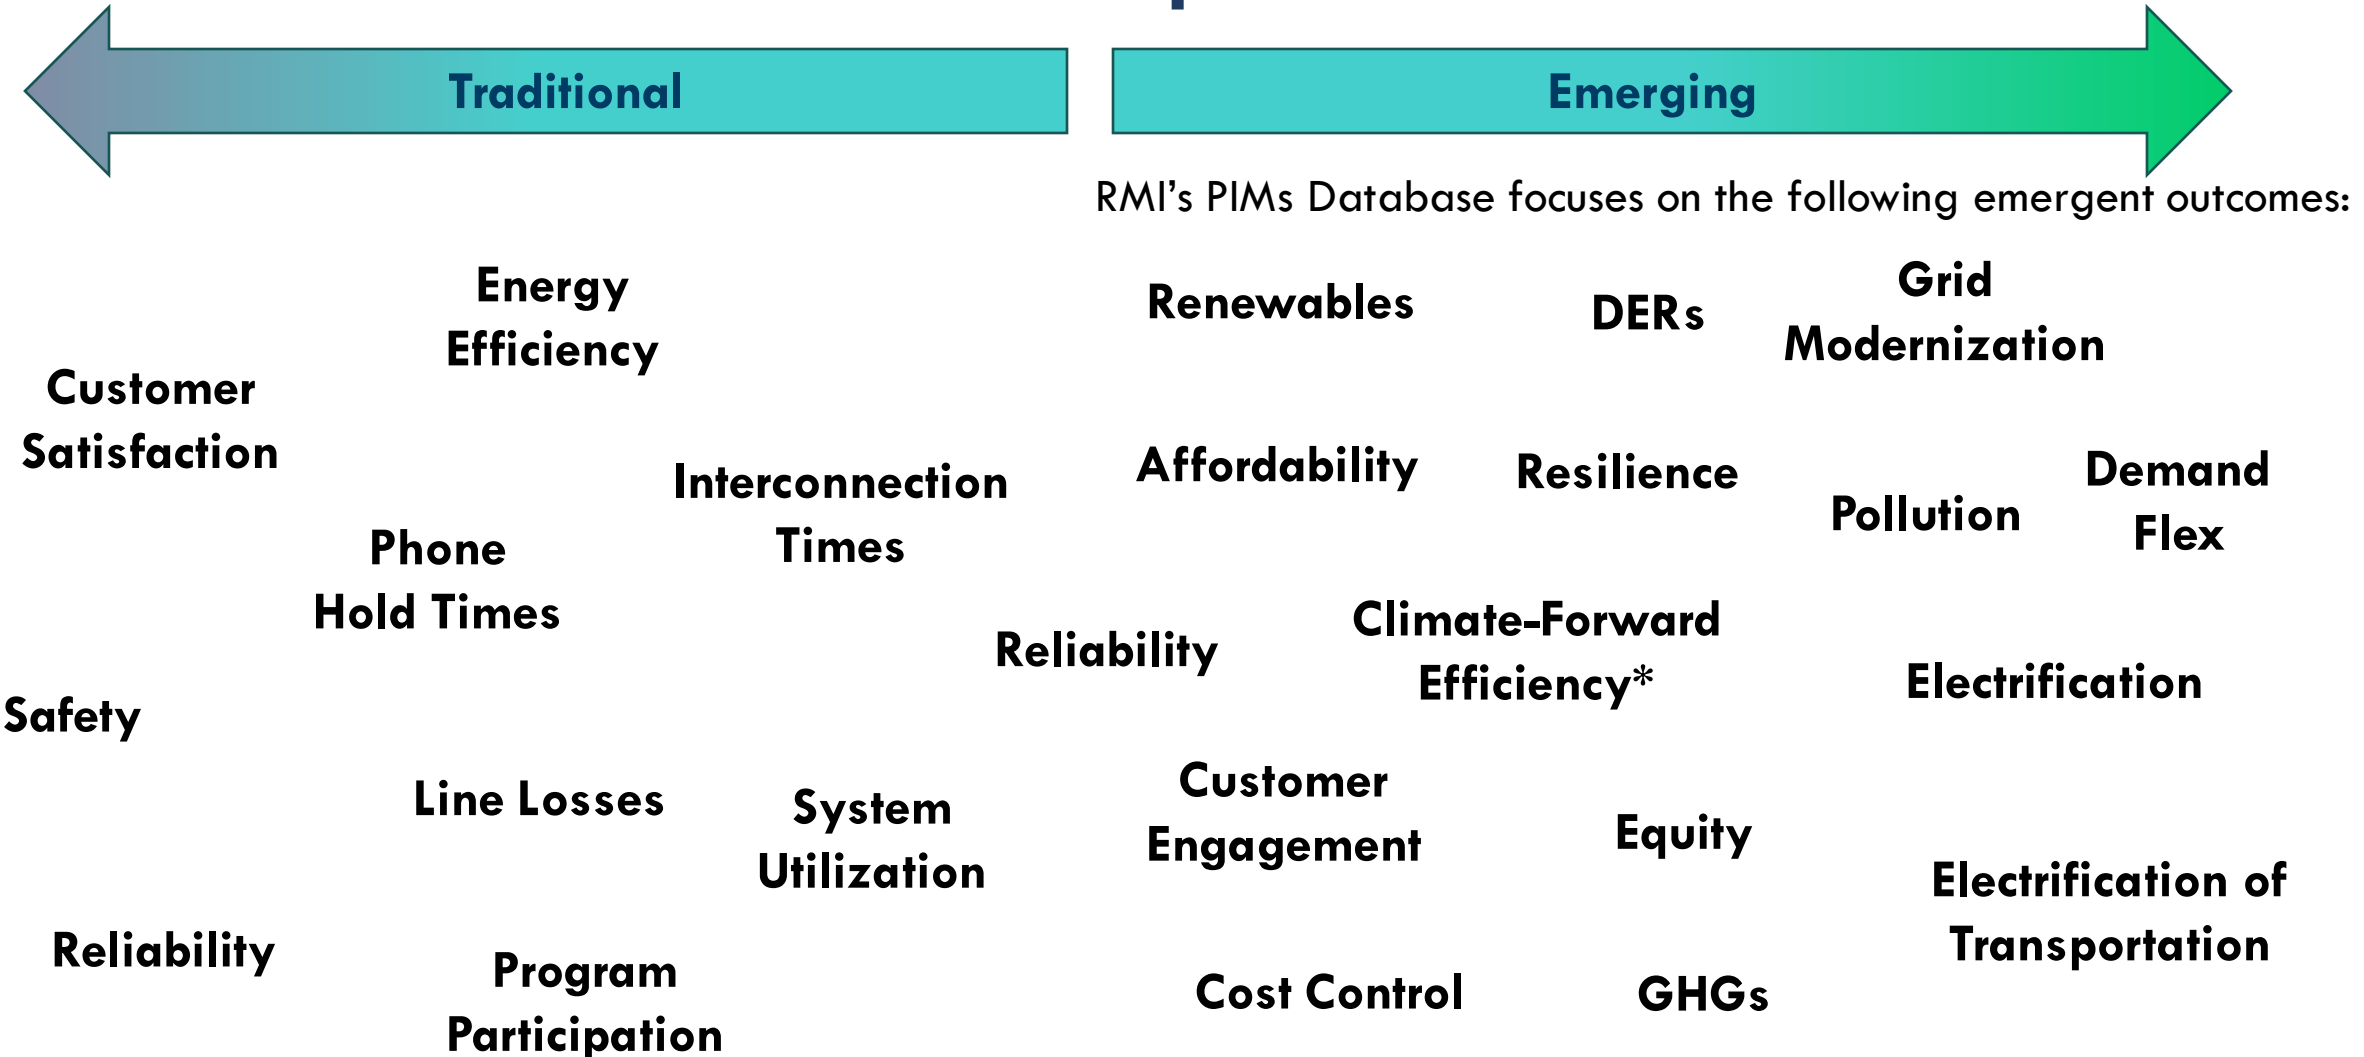 Traditional
Emerging
RMI's PIMs Database focuses on the following emergent outcomes:
Energy
Efficiency
Customer
Satisfaction
Interconnection
Times
Phone
Hold Times
Safety
Line Losses
System
Utilization
Reliability
Program
Participation
Renewables
DERs
Grid
Modernization
Affordability
Resilience
Pollution
Demand
Flex
Reliability
Climate-Forward
Efficiency*
Electrification
Customer
Engagement
Equity
Electrification of
Transportation
Cost Control
GHGs